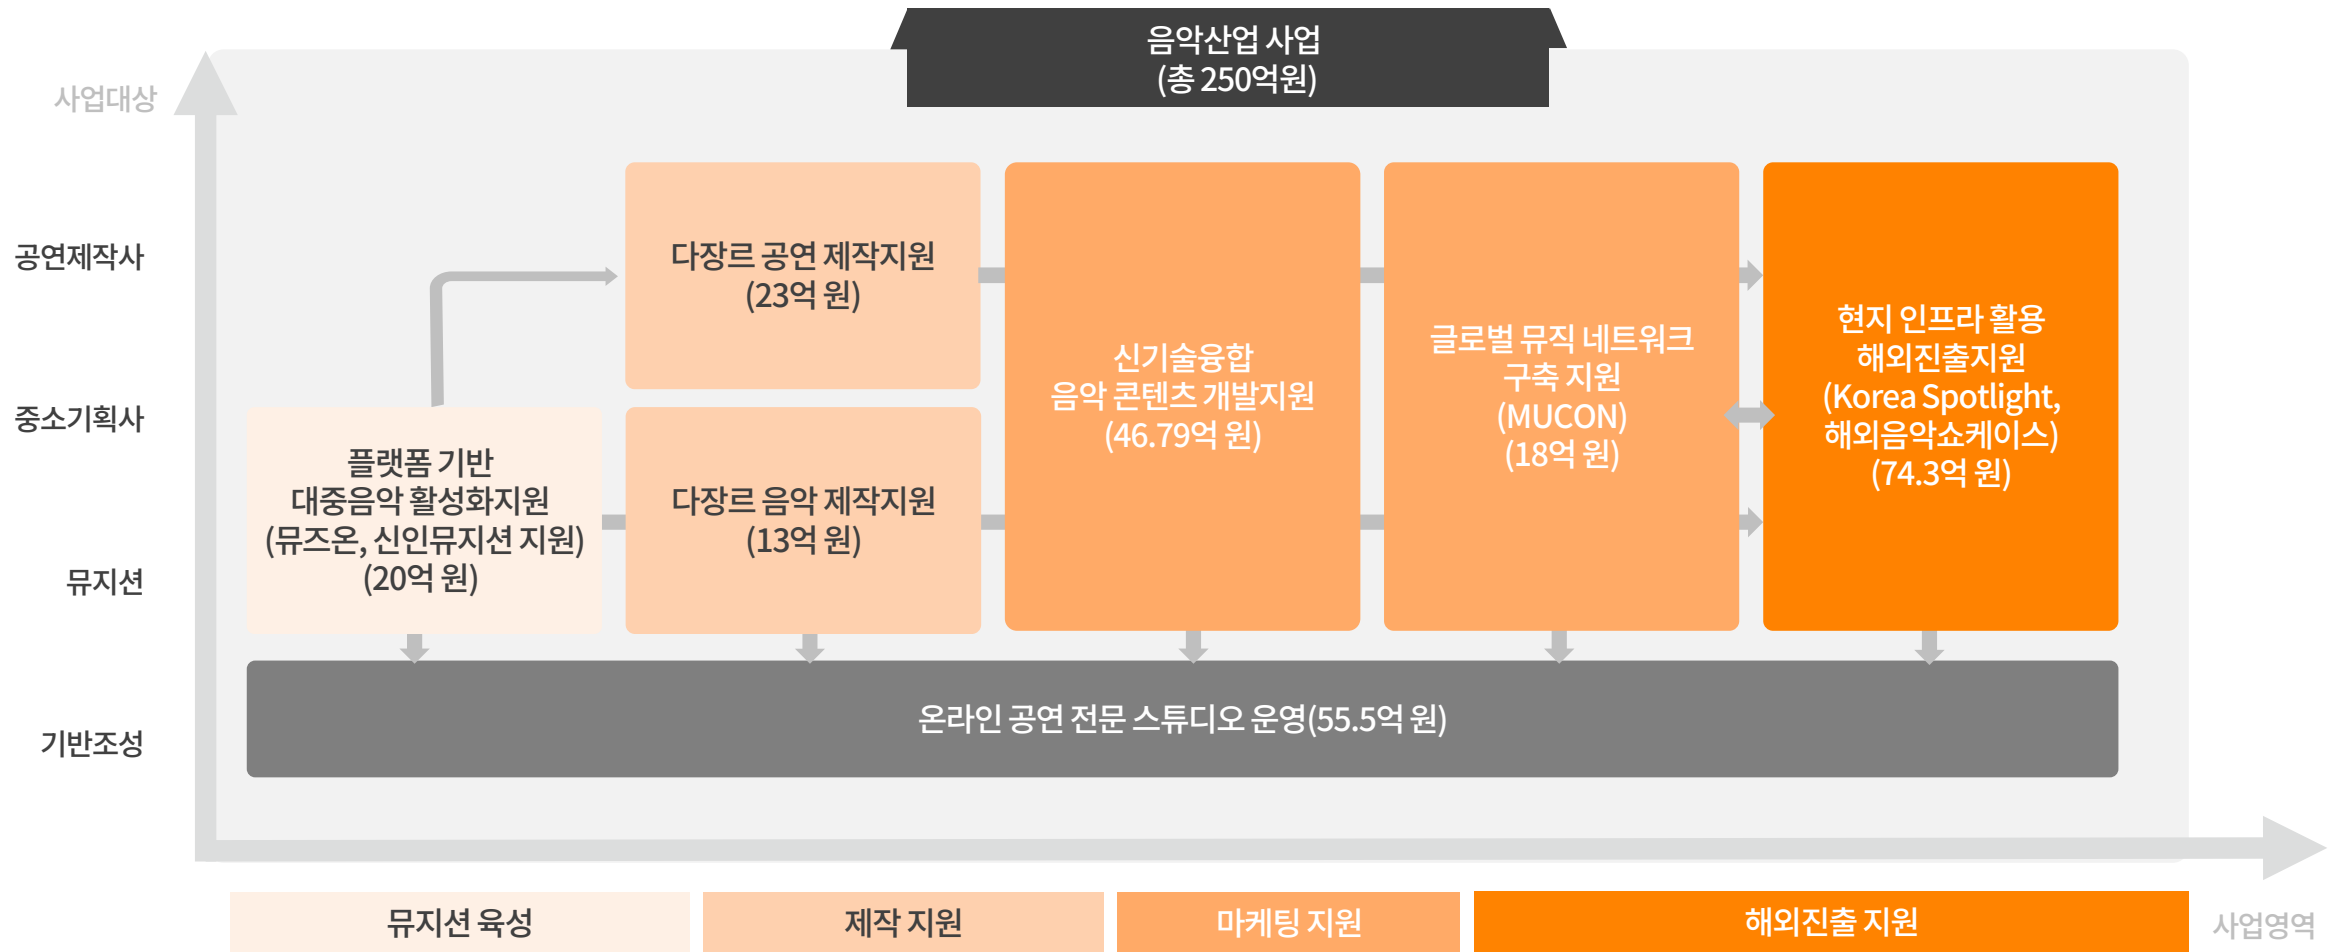 음악산업 사업
(총 250억원)
사업대상
공연제작사
중소기획사
뮤지션
기반조성
플랫폼 기반
대중음악 활성화지원
(뮤즈온, 신인뮤지션 지원)
(20억 원)
다장르 공연 제작지원
(23억 원)
다장르 음악 제작지원
(13억 원)
신기술융합
음악 콘텐츠 개발지원
(46.79억 원)
글로벌 뮤직 네트워크
구축 지원
(MUCON)
(18억 원)
현지 인프라 활용
해외진출지원
(Korea Spotlight,
해외음악쇼케이스)
(74.3억 원)
온라인 공연 전문 스튜디오 운영(55.5억 원)
뮤지션 육성
제작 지원
마케팅 지원
해외진출 지원
사업영역